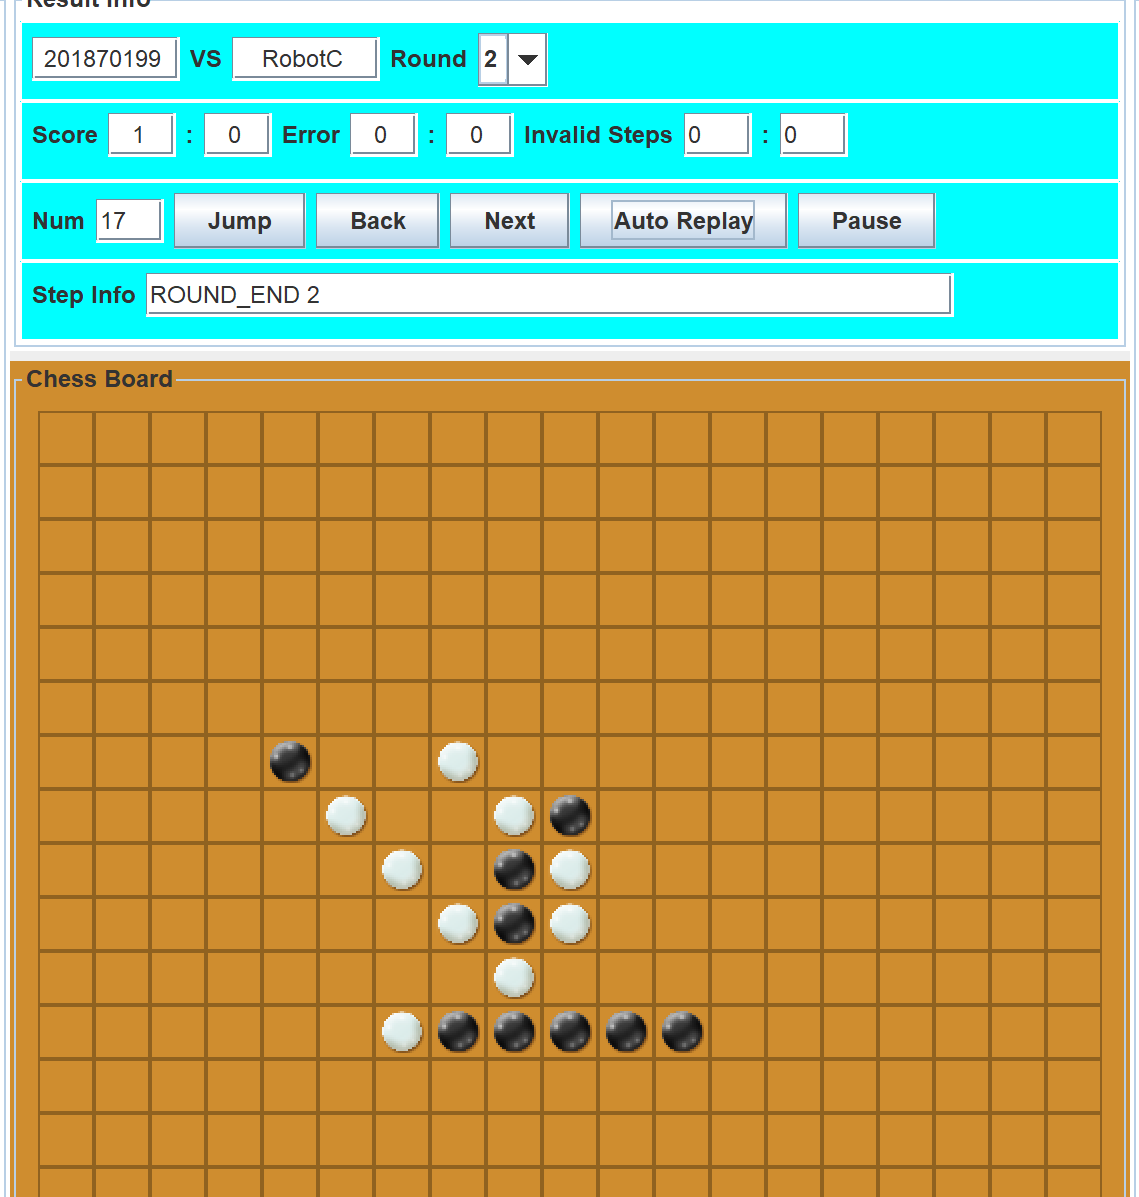 Result Info
201870199 VS RobotC Round 2
Score 1 : 0 Error 0 : 0 Invalid Steps 0 : 0
Num 17 Jump Back Next Auto Replay Pause
Step Info ROUND_END 2
Chess Board